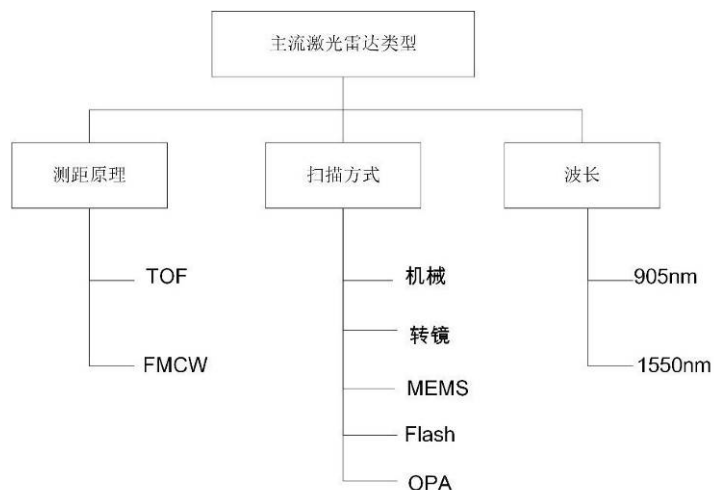 主流激光雷达类型
测距原理
扫描方式
波长
TOF
FMCW
机械
转镜
MEMS
Flash
OPA
905nm
1550nm